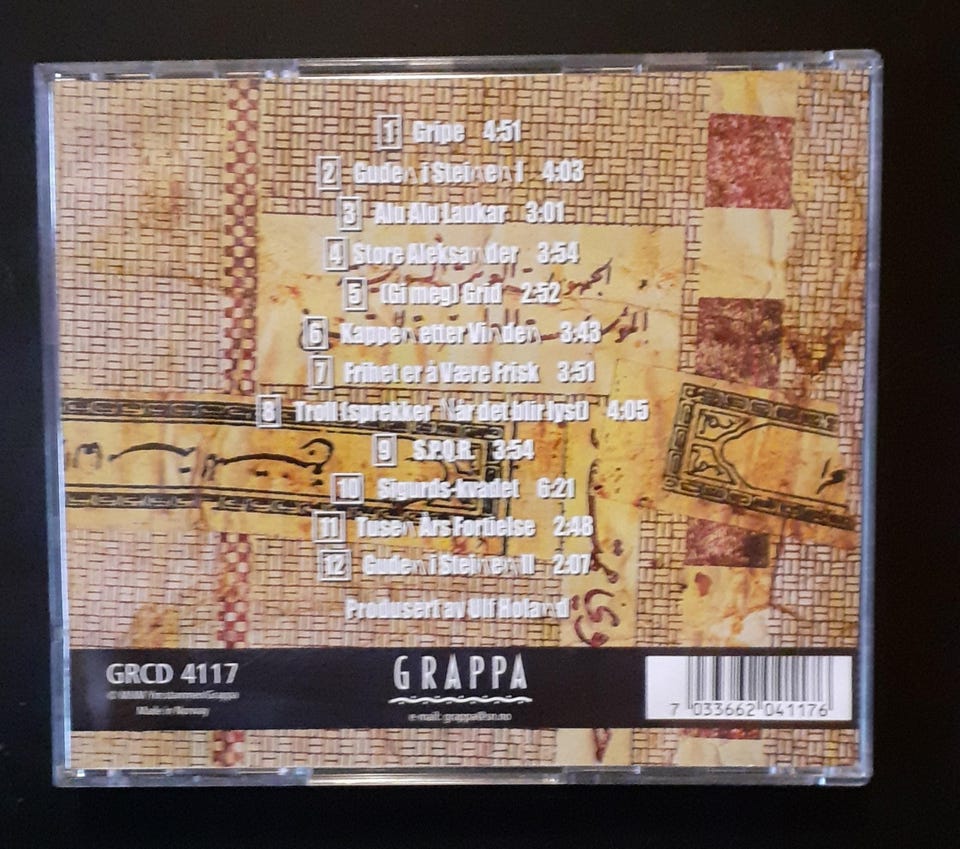 1 Gripe 4:51
2 Guden i Steinen I 4:03
3 Alu Alu Laukar 3:01
4 Store Aleksander 3:54
5 (Gi meg) Grid 2:52
6 Kappen etter Vinden 3:43
7 Frihet er å Være Frisk 3:51
8 Troll (sprekker Når det blir lyst) 4:05
9 S.P.Q.R. 3:54
10 Sigurds-kvadet 6:21
11 Tusen Års Fortielse 2:48
12 Guden i Steinen II 2:07
Produsert av Ulf Holand
GRCD 4117
Made in Norway
GRAPPA
e-mail: grappa@sn.no
7 033662 041176